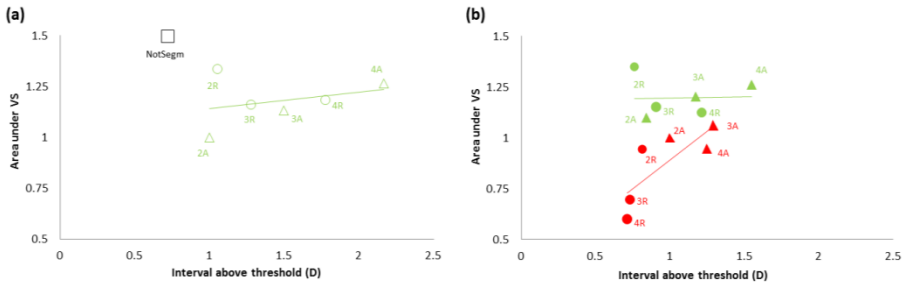 (a)
1.5
1.25
1
0.75
0.5
Area under VS
NotSegm
2R
3R
2A
3A
4R
4A
0
0.5
1
1.5
2
2.5
Interval above threshold (D)
(b)
1.5
1.25
1
0.75
0.5
Area under VS
2R
3R
2A
3A
4A
4R
2A
3A
2R
4A
3R
4R
0
0.5
1
1.5
2
2.5
Interval above threshold (D)